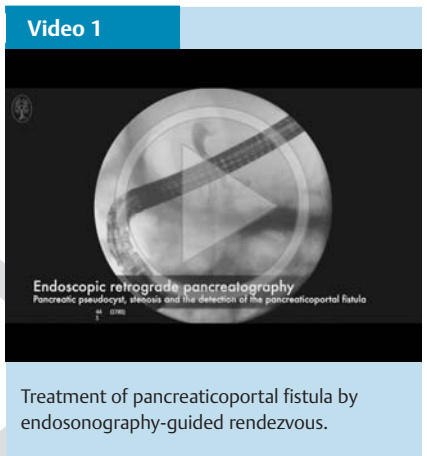 Video 1
Endoscopic retrograde pancreatography
Pancreatic pseudocyst, stenosis and the detection of the pancreaticoportal fistula
Treatment of pancreaticoportal fistula by
endosonography-guided rendezvous.